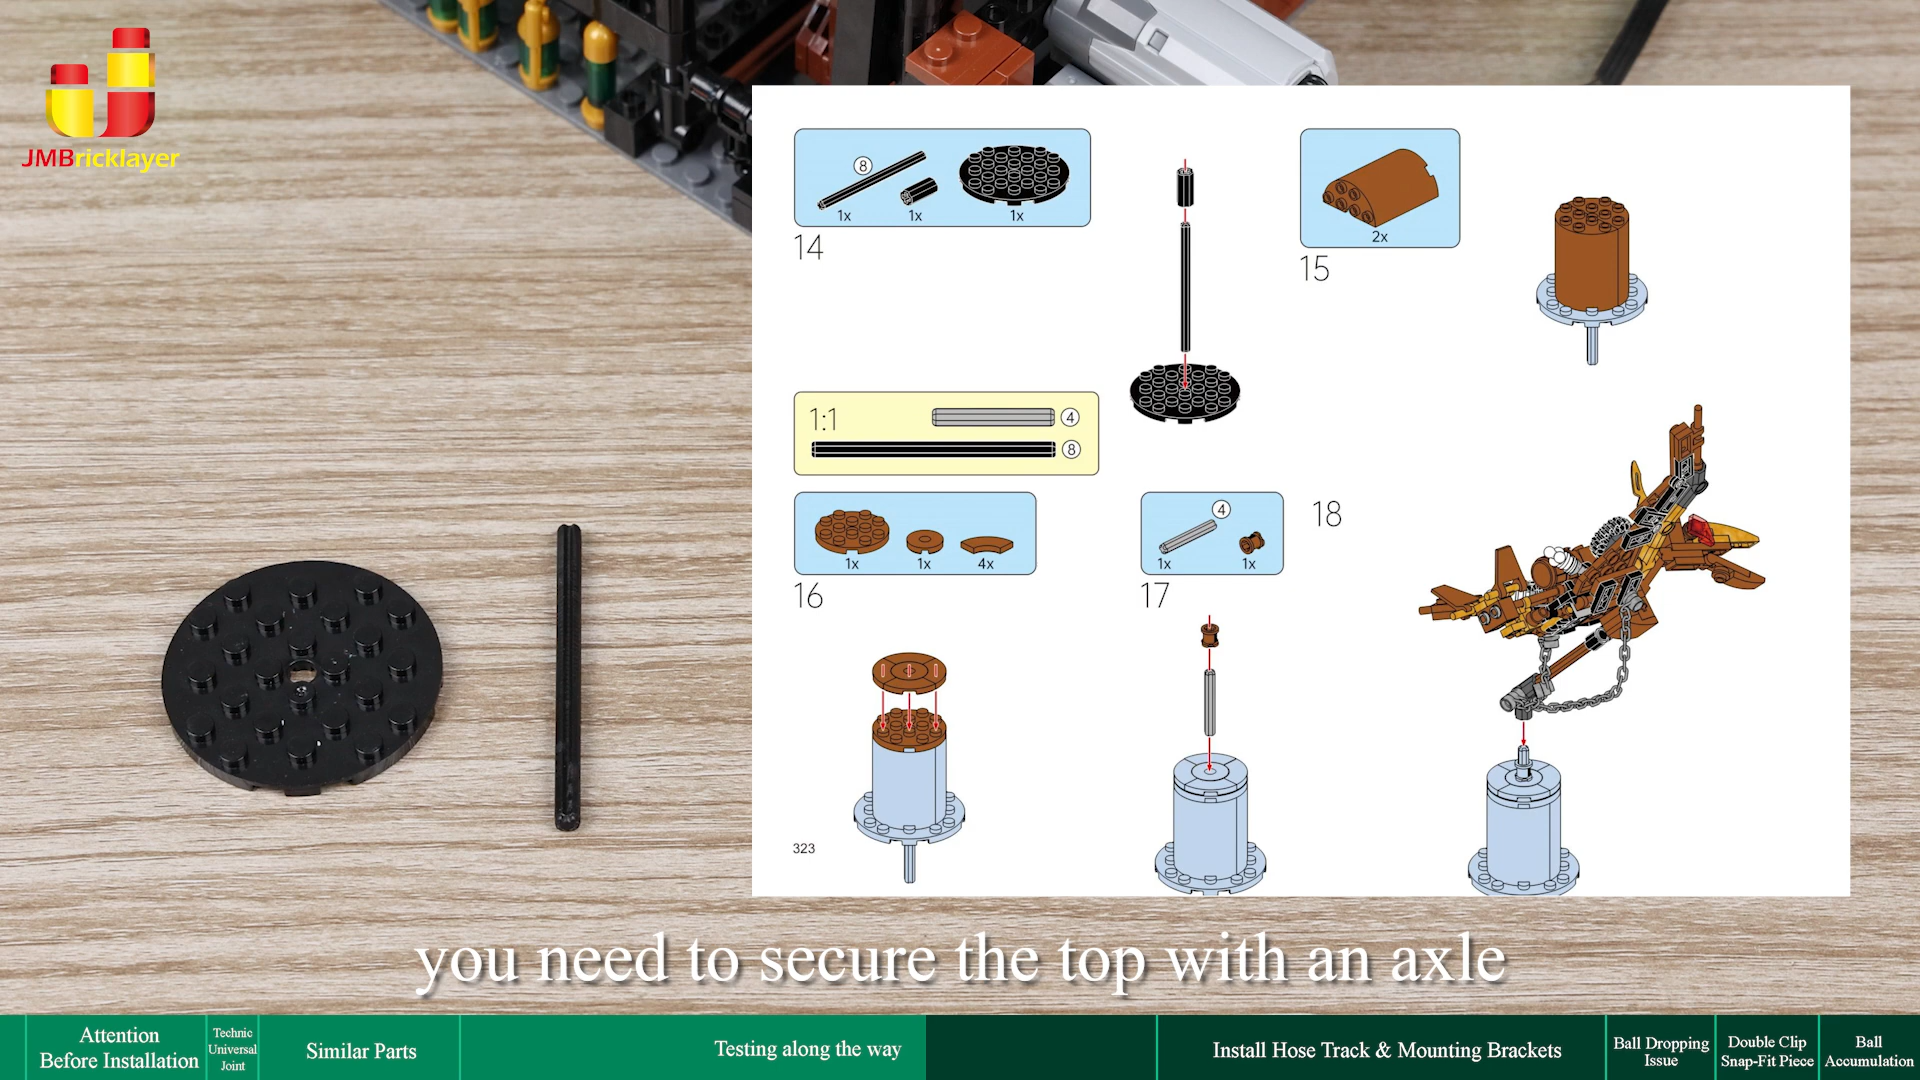 JMBricklayer
8
1x
1x
1x
14
2x
15
1:1
4
8
1x
1x
4x
16
4
1x
1x
17
18
323
you need to secure the top with an axle
Attention
Before Installation
Technic
Universal
Joint
Similar Parts
Testing along the way
Install Hose Track & Mounting Brackets
Ball Dropping
Issue
Double Clip
Snap-Fit Piece
Ball
Accumulation